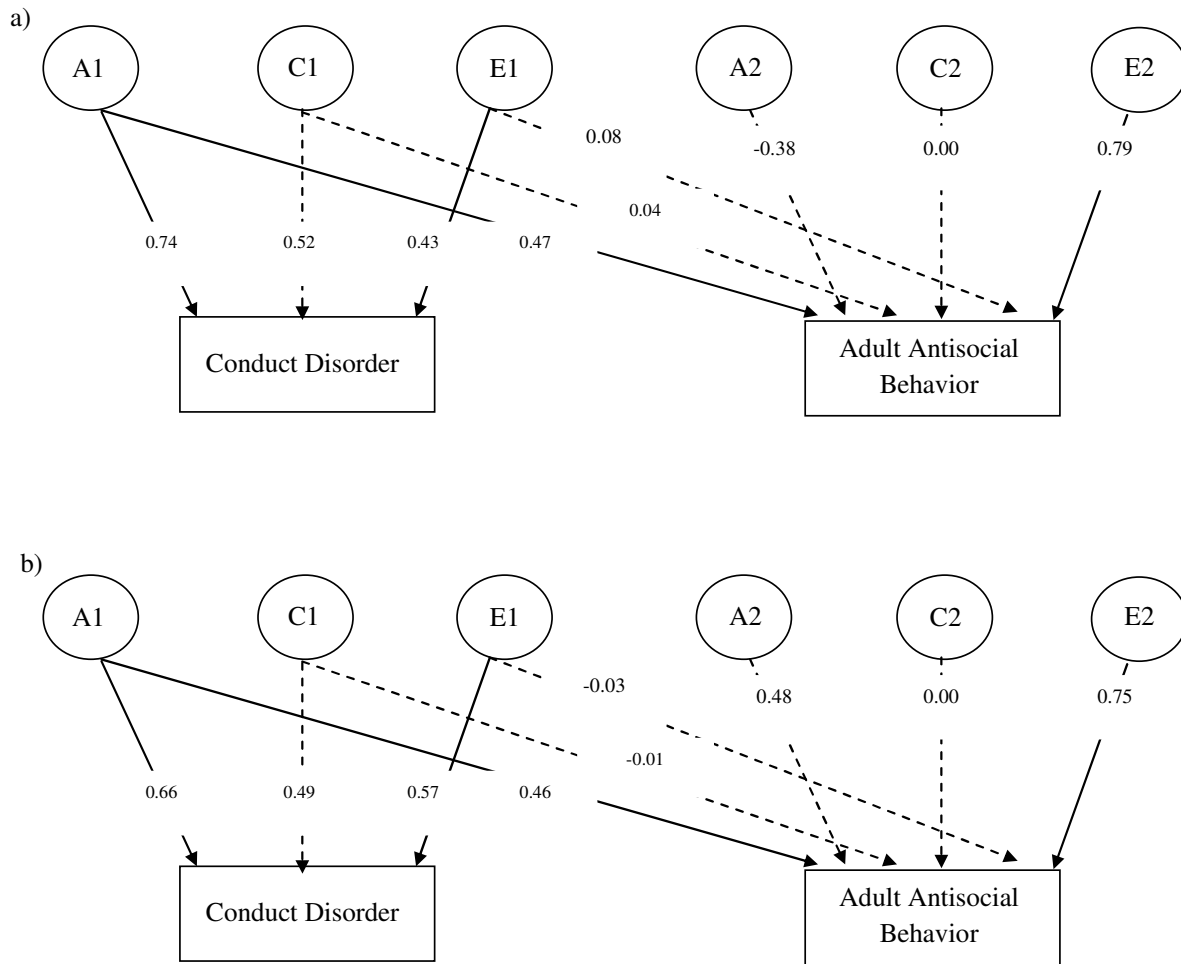 a)
A1 C1 E1 A2 C2 E2
0.08 -0.38 0.00 0.79
0.04
0.74 0.52 0.43 0.47
Conduct Disorder
Adult Antisocial
Behavior
b)
A1 C1 E1 A2 C2 E2
-0.03 0.48 0.00 0.75
-0.01
0.66 0.49 0.57 0.46
Conduct Disorder
Adult Antisocial
Behavior